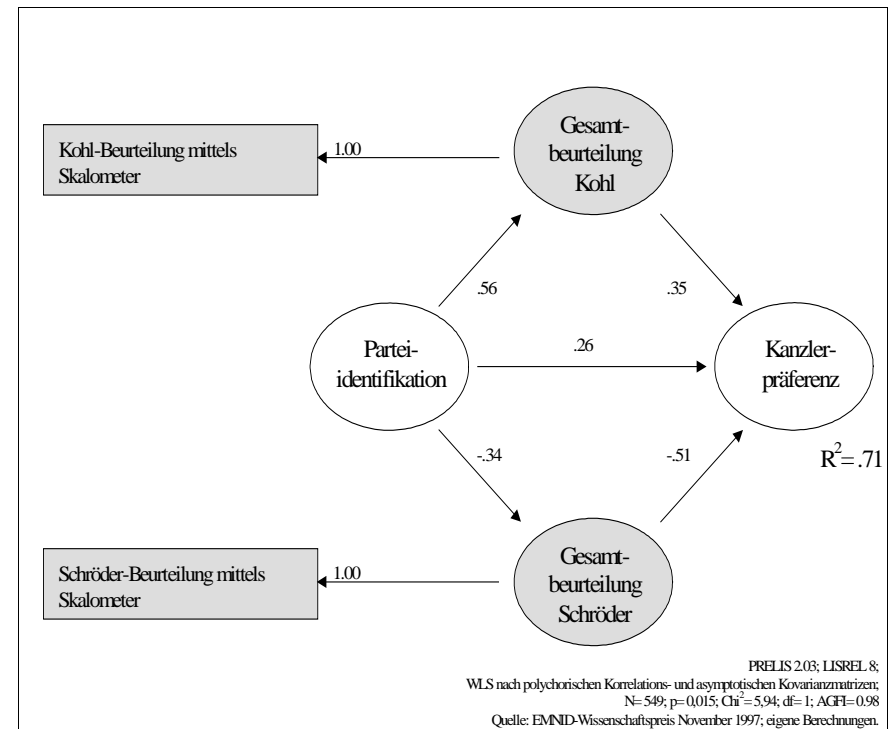 Gesamt-
beurteilung
Kohl
Kohl-Beurteilung mittels
Skalometer
1.00
.56
.35
Partei-
identifikation
.26
Kanzler-
präferenz
-.34
-.51
R²=.71
Gesamt-
beurteilung
Schröder
Schröder-Beurteilung mittels
Skalometer
1.00
PRELIS 2.03; LISREL 8;
WLS nach polychorischen Korrelations- und asymptotischen Kovarianzmatrizen;
N=549; p=0,015; Chi²=5,94; df=1; AGFI=0.98
Quelle: EMNID-Wissenschaftspreis November 1997; eigene Berechnungen.